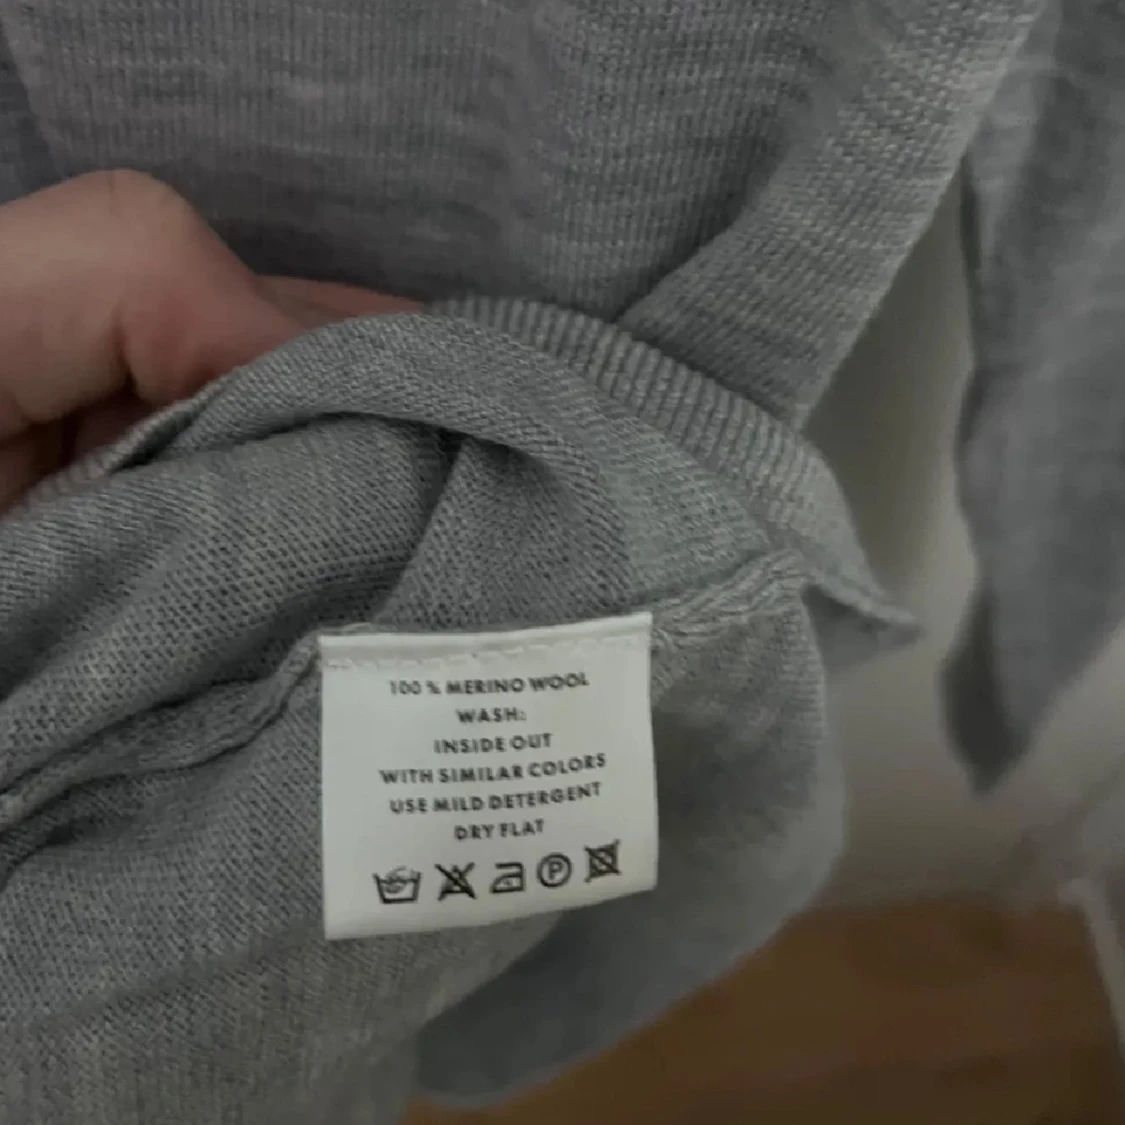 100 % MERINO WOOL
WASH:
INSIDE OUT
WITH SIMILAR COLORS
USE MILD DETERGENT
DRY FLAT
P